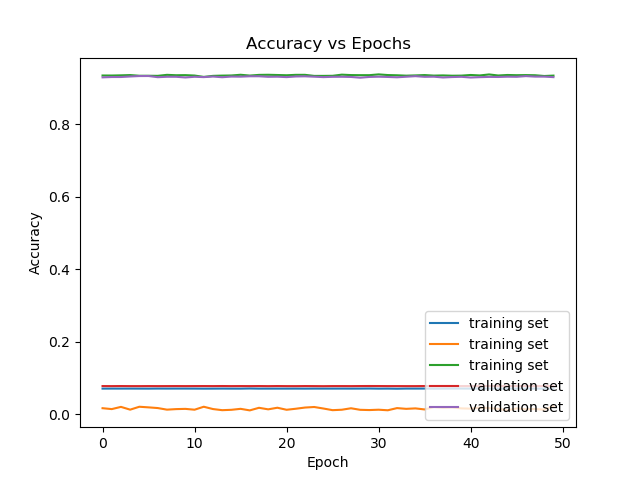 Accuracy vs Epochs
Accuracy
0.8
0.6
0.4
0.2
0.0
training set
training set
training set
validation set
validation set
0 10 20 30 40 50
Epoch